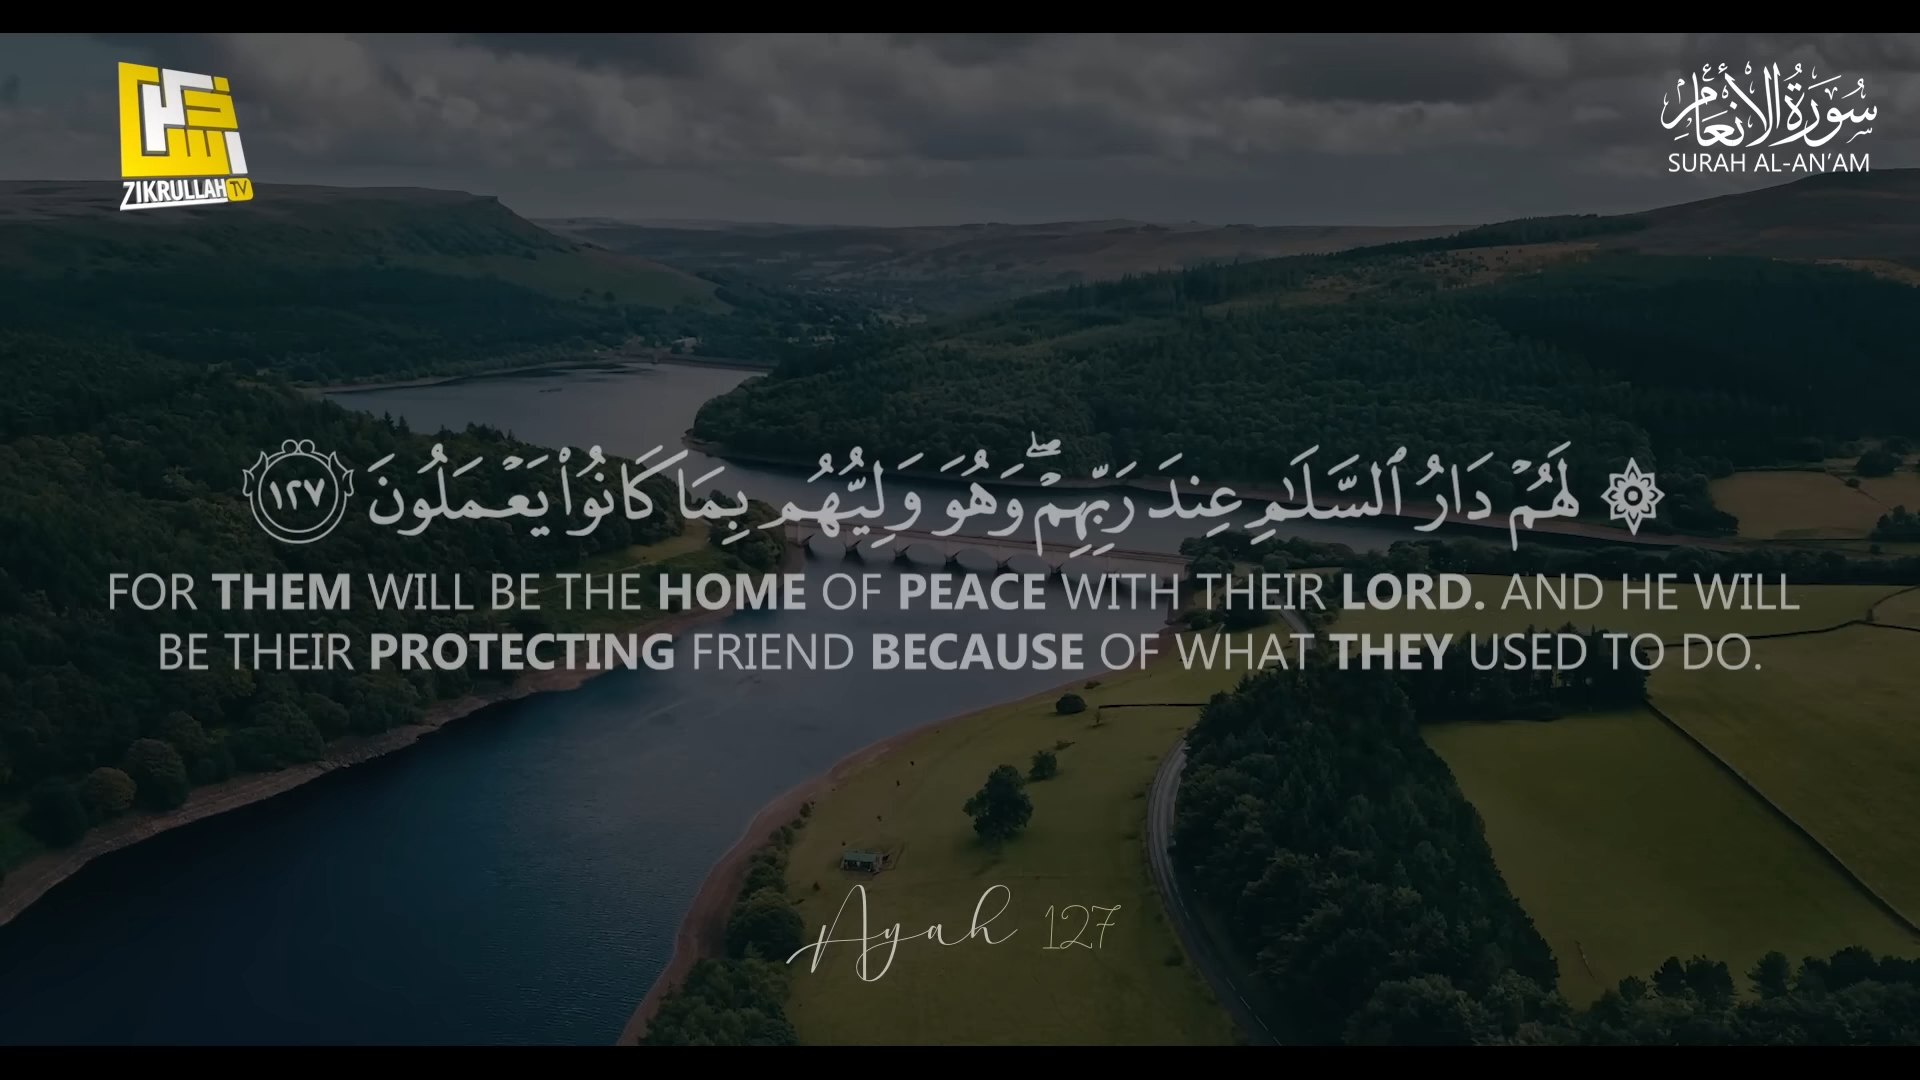 ذكر الله
ZIKRULLAH TV
سُورَةُ الأَنْعَامِ
SURAH AL-AN'AM
۞ لَهُمْ دَارُ ٱلسَّلَـٰمِ عِندَ رَبِّهِمْ ۖ وَهُوَ وَلِيُّهُم بِمَا كَانُوا۟ يَعْمَلُونَ ١٢٧
FOR THEM WILL BE THE HOME OF PEACE WITH THEIR LORD. AND HE WILL
BE THEIR PROTECTING FRIEND BECAUSE OF WHAT THEY USED TO DO.
Ayah 127